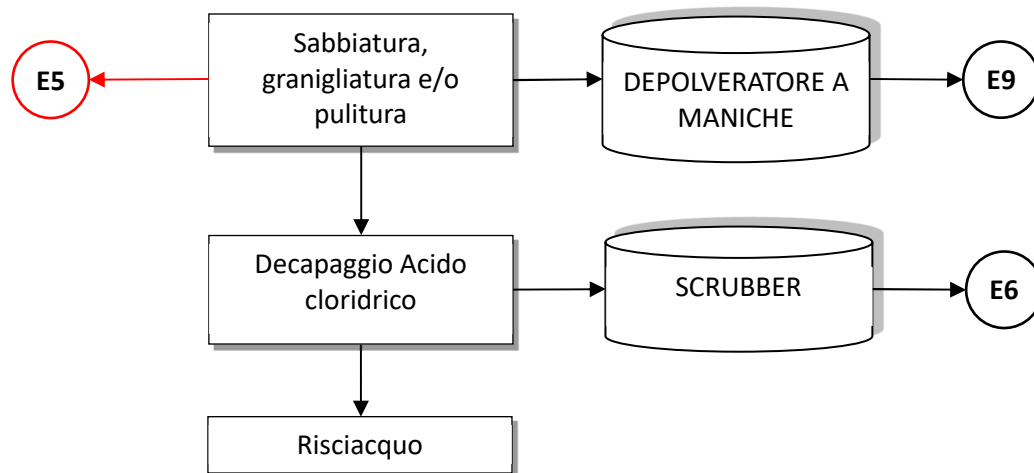 E5
Sabbiatura,
granigliatura e/o
pulitura
DEPOLVERATORE A
MANICHE
E9
Decapaggio Acido
cloridrico
SCRUBBER
E6
Risciacquo